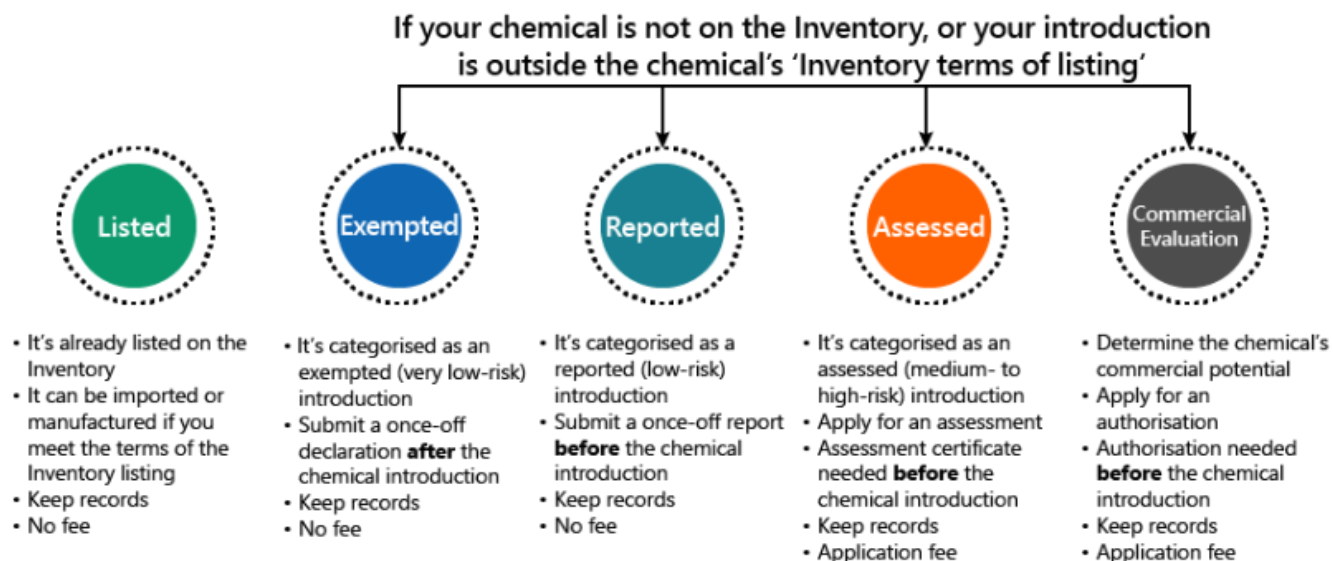 If your chemical is not on the Inventory, or your introduction
is outside the chemical's 'Inventory terms of listing'
Listed
Exempted
Reported
Assessed
Commercial
Evaluation
• It's already listed on the
Inventory
• It can be imported or
manufactured if you
meet the terms of the
Inventory listing
• Keep records
• No fee
• It's categorised as an
exempted (very low-risk)
introduction
• Submit a once-off
declaration after the
chemical introduction
• Keep records
• No fee
• It's categorised as a
reported (low-risk)
introduction
• Submit a once-off report
before the chemical
introduction
• Keep records
• No fee
• It's categorised as an
assessed (medium- to
high-risk) introduction
• Apply for an assessment
• Assessment certificate
needed before the
chemical introduction
• Keep records
• Application fee
• Determine the chemical's
commercial potential
• Apply for an
authorisation
• Authorisation needed
before the chemical
introduction
• Keep records
• Application fee